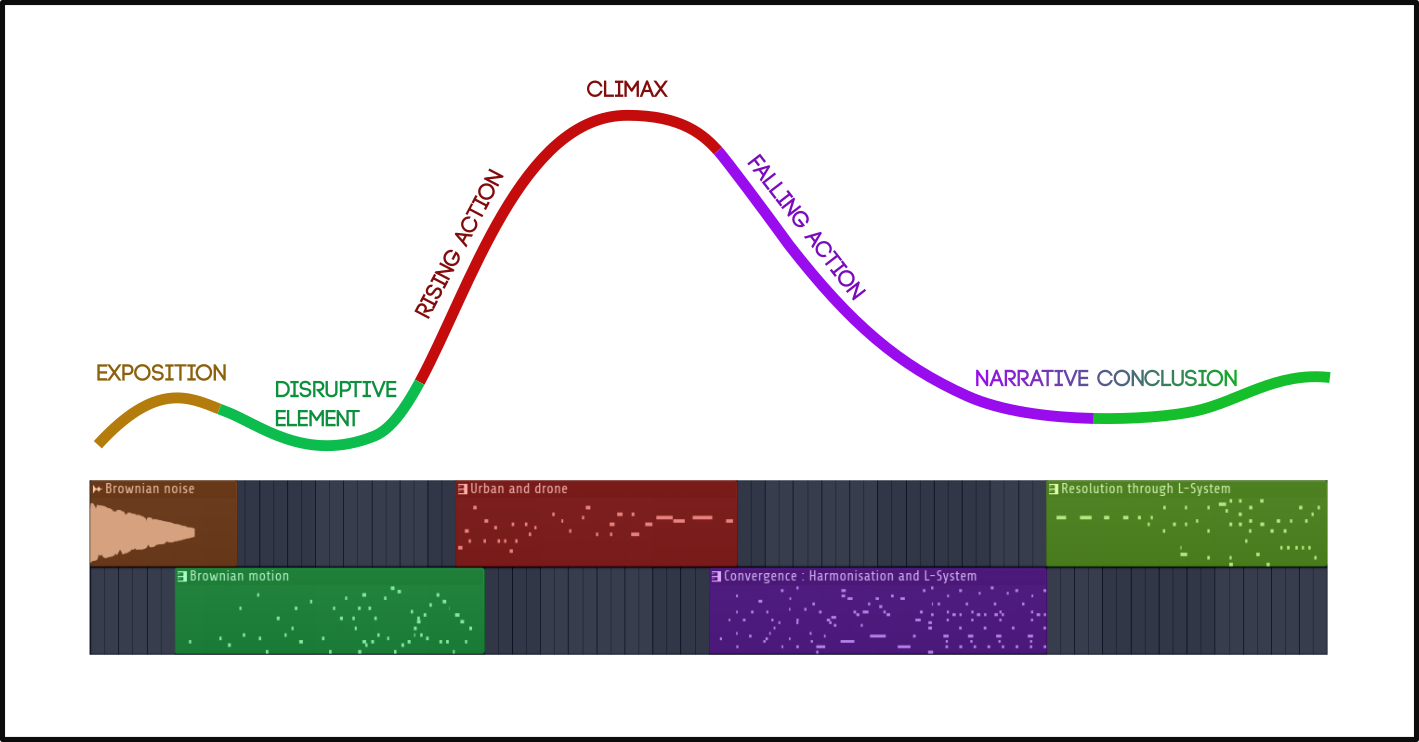 CLIMAX
RISING ACTION
FALLING ACTION
EXPOSITION
DISRUPTIVE
ELEMENT
NARRATIVE CONCLUSION
Brownian noise
Urban and drone
Resolution through L-System
Brownian motion
Convergence : Harmonisation and L-System